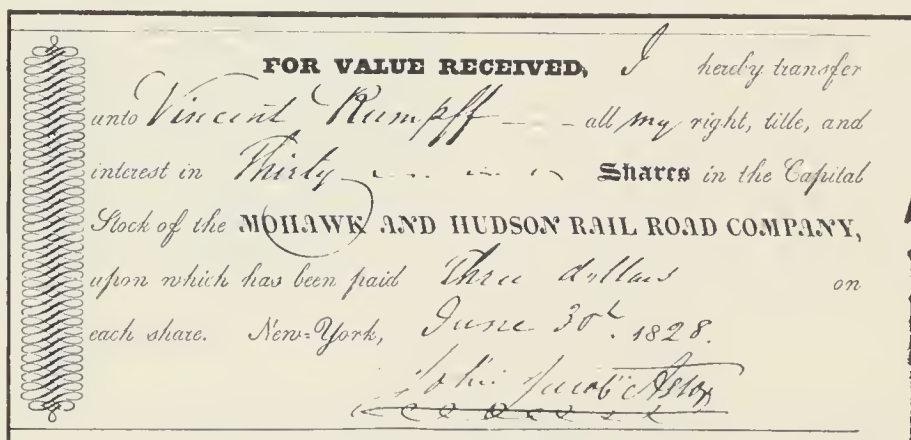 FOR VALUE RECEIVED, I hereby transfer
unto Vincent Rumpff all my right, title, and
interest in Thirty Shares in the Capital
Stock of the MOHAWK AND HUDSON RAIL ROAD COMPANY,
upon which has been paid Three dollars on
each share. New-York, June 30th. 1828.
John Jacob Astor